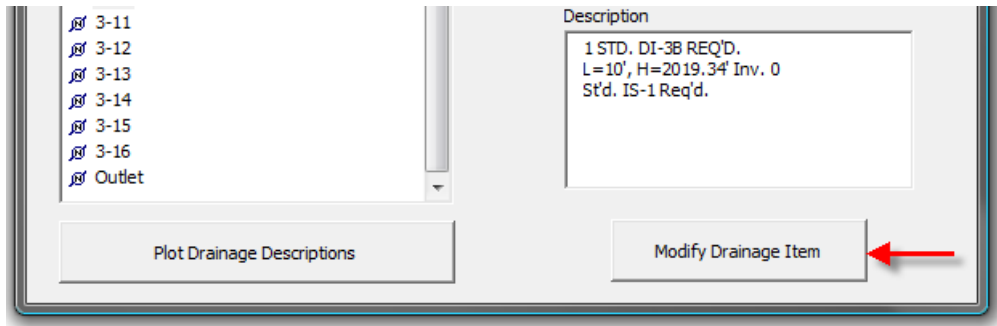 3-11
3-12
3-13
3-14
3-15
3-16
Outlet
Description
1 STD. DI-3B REQ'D.
L=10', H=2019.34' Inv. 0
St'd. IS-1 Req'd.
Plot Drainage Descriptions
Modify Drainage Item